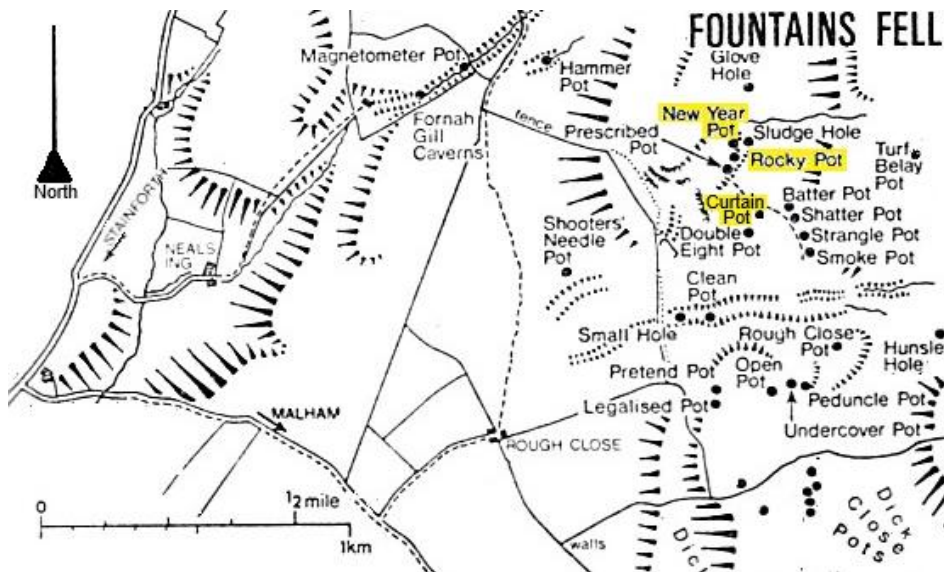 FOUNTAINS FELL
Magnetometer Pot
Hammer
Pot
Glove
Hole
Fornah
Gill
Caverns
fence
New Year
Pot
Prescribed
Pot
Sludge Hole
Rocky Pot
Turf
Belay
Pot
North
STAINFORTH
NEALS
ING
Curtain
Pot
Batter Pot
Shatter Pot
Shooters'
Needle
Pot
Double
Eight Pot
Strangle Pot
Smoke Pot
Clean
Pot
Small Hole
Rough Close
Pot
Hunsle
Hole
Pretend Pot
Open
Pot
Legalised Pot
Peduncle Pot
Undercover Pot
MALHAM
ROUGH CLOSE
0
1/2 mile
1km
walls
Dic
Dick
Close
Pots